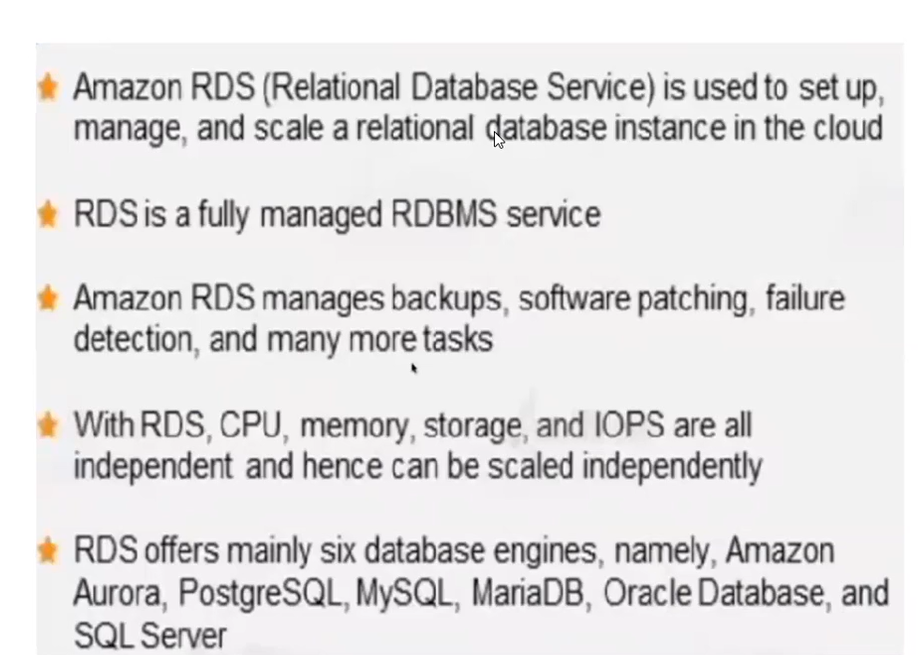 Amazon RDS (Relational Database Service) is used to set up,
manage, and scale a relational database instance in the cloud
RDS is a fully managed RDBMS service
Amazon RDS manages backups, software patching, failure
detection, and many more tasks
With RDS, CPU, memory, storage, and IOPS are all
independent and hence can be scaled independently
RDS offers mainly six database engines, namely, Amazon
Aurora, PostgreSQL, MySQL, MariaDB, Oracle Database, and
SQL Server